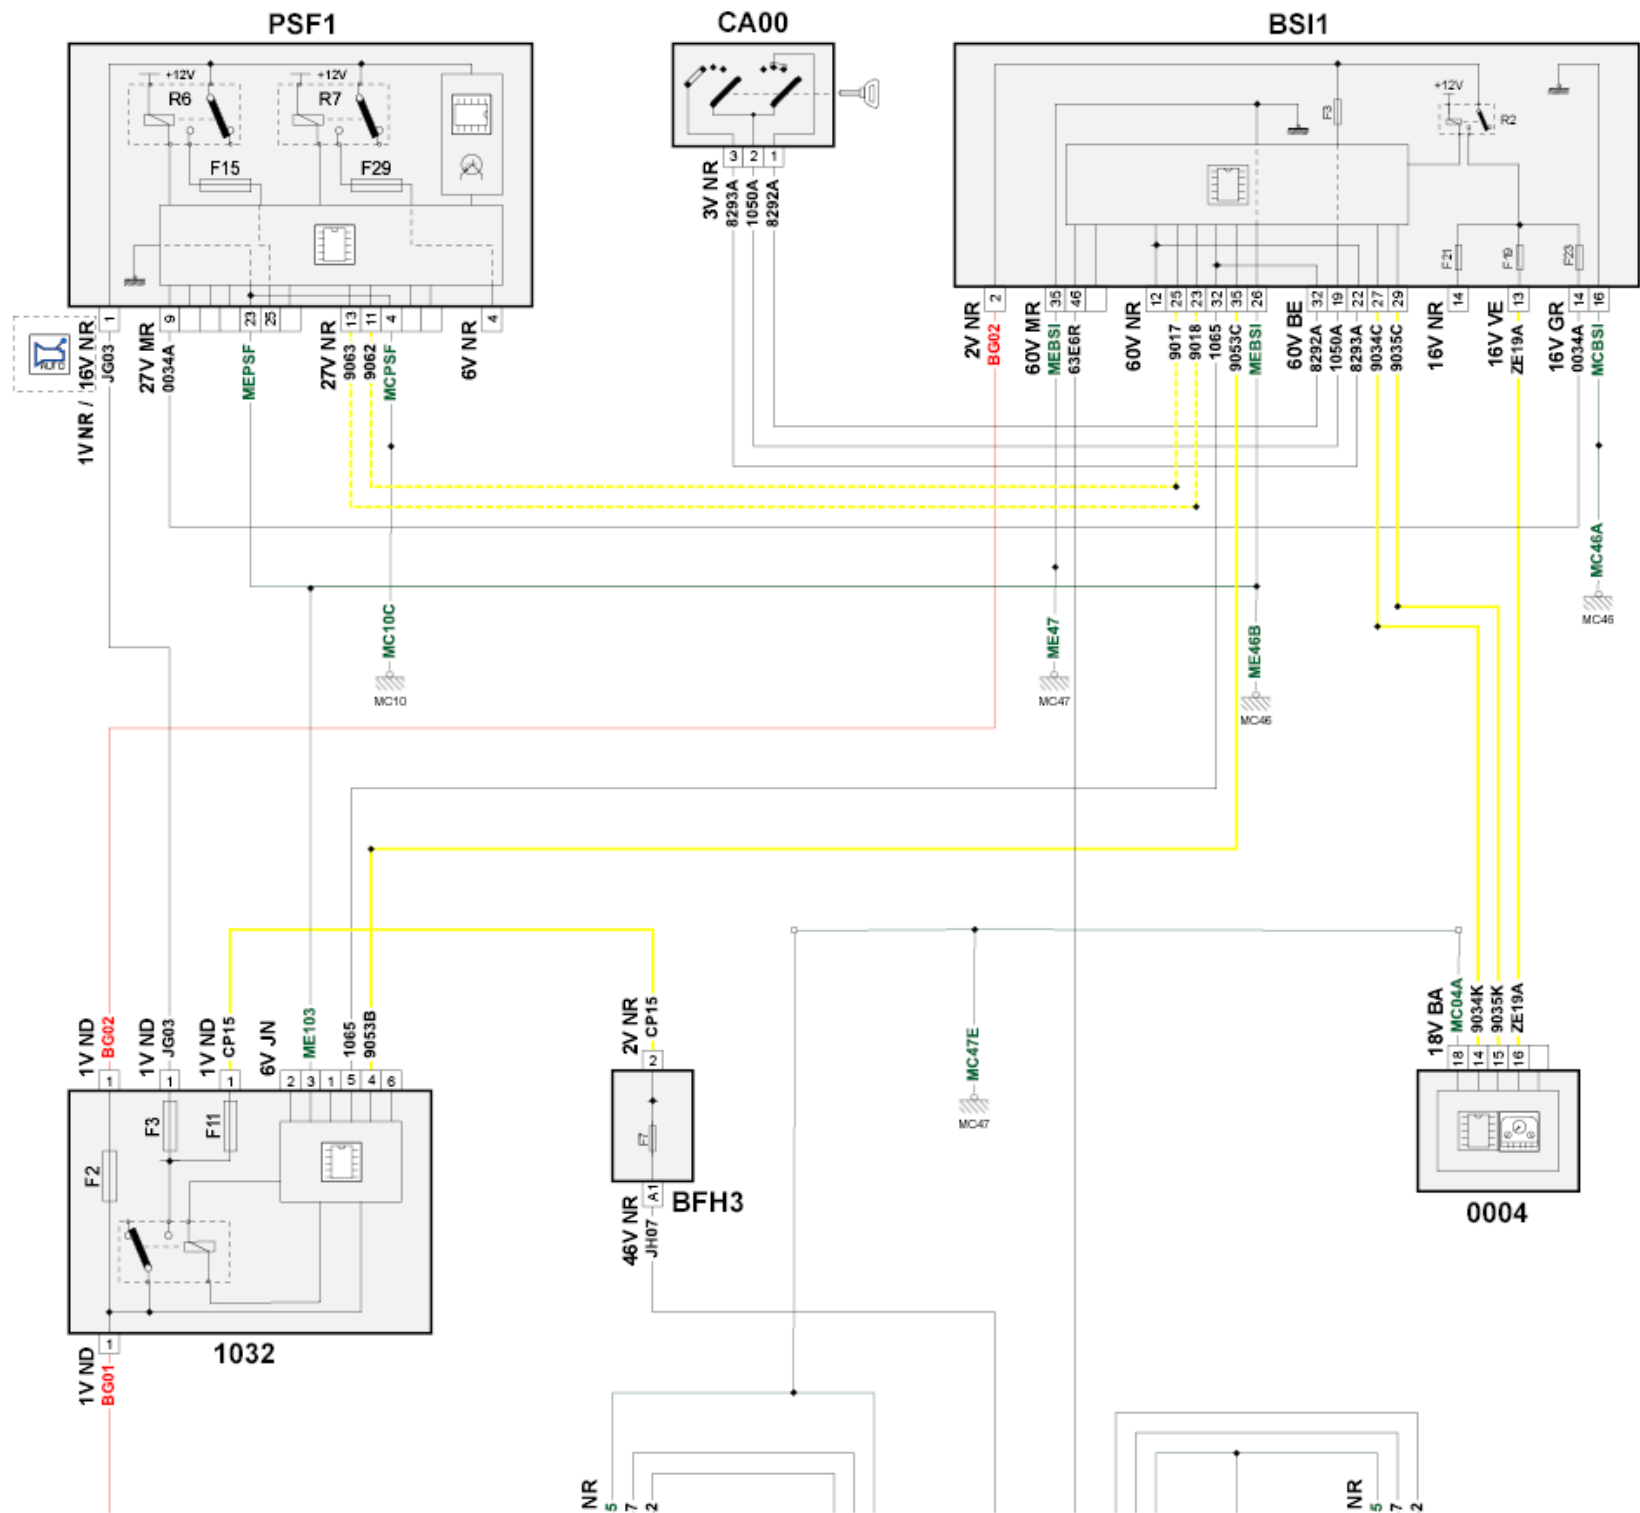 PSF1
CA00
BSI1
+12V
R6
+12V
R7
F15
F29
+12V
R2
F3
F21
F19
F23
3 2 1
3V NR
8293A
1050A
8292A
1 9 23 25 13 11 4 4
AUTO
1V NR / 16V NR
JG03
27V MR
0034A
MEPSF
27V NR
9063
9062
MCPSF
6V NR
2 35 46 12 25 23 32 35 26 32 19 22 27 29 14 13 14 16
2V NR
BG02
60V MR
MEBSI
63E6R
60V NR
9017
9018
1065
9053C
MEBSI
60V BE
8292A
1050A
8293A
9034C
9035C
16V NR
16V VE
ZE19A
16V GR
0034A
MCBSI
MC46A
MC46
MC10C
MC10
ME47
MC47
ME46B
MC46
1V ND
BG02
1V ND
JG03
1V ND
CP15
6V JN
ME103
1065
9053B
1 1 1 2 3 1 5 4 6
F2
F3
F11
1
1032
1V ND
BG01
2V NR
CP15
2
F7
A1
BFH3
46V NR
JH07
MC47E
MC47
18V BA
MC04A
9034K
9035K
ZE19A
18 14 15 16
0004
NR
5
7
2
NR
5
7
2